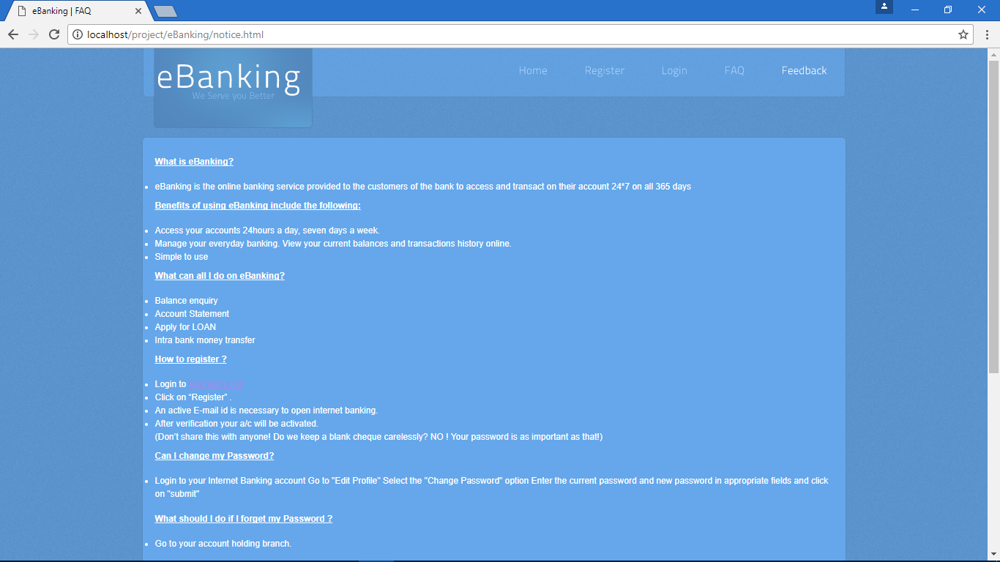 eBanking | FAQ
localhost/project/eBanking/notice.html
eBanking
We Serve you Better
Home Register Login FAQ Feedback
What is eBanking?
eBanking is the online banking service provided to the customers of the bank to access and transact on their account 24*7 on all 365 days
Benefits of using eBanking include the following:
Access your accounts 24hours a day, seven days a week.
Manage your everyday banking. View your current balances and transactions history online.
Simple to use
What can all I do on eBanking?
Balance enquiry
Account Statement
Apply for LOAN
Intra bank money transfer
How to register ?
Login to
Click on “Register” .
An active E-mail id is necessary to open internet banking.
After verification your a/c will be activated.
(Don’t share this with anyone! Do we keep a blank cheque carelessly? NO ! Your password is as important as that!)
Can I change my Password?
Login to your Internet Banking account Go to "Edit Profile" Select the "Change Password" option Enter the current password and new password in appropriate fields and click
on "submit"
What should I do if I forget my Password ?
Go to your account holding branch.